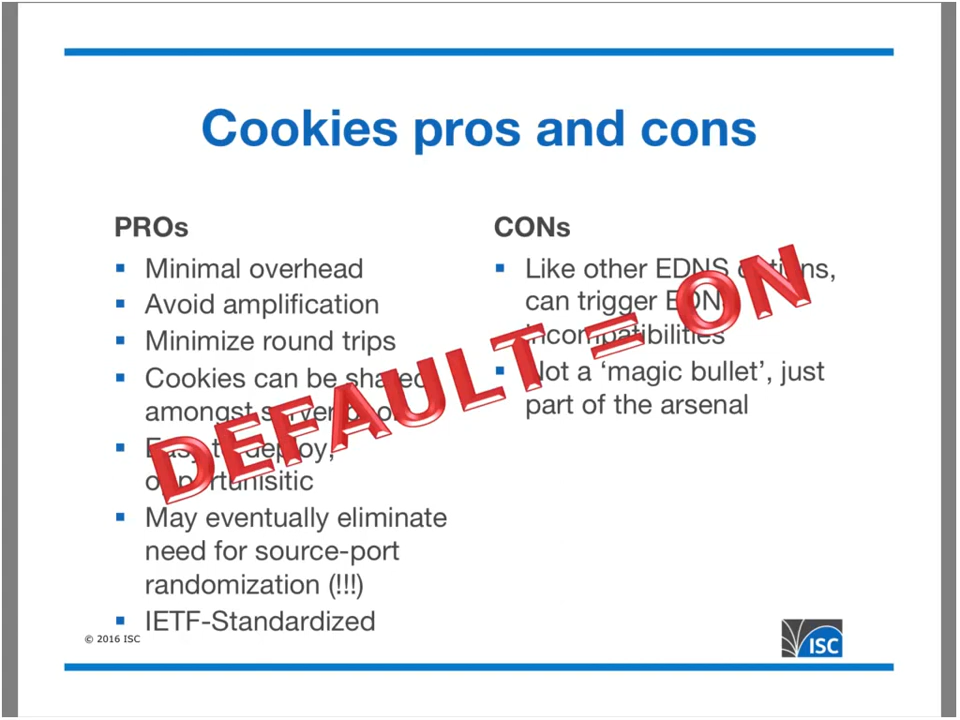 Cookies pros and cons
PROs
Minimal overhead
Avoid amplification
Minimize round trips
Cookies can be shared
amongst server
Easy to deploy,
opportunisitic
May eventually eliminate
need for source-port
randomization (!!!)
IETF-Standardized
CONs
Like other EDNS options,
can trigger EDNS
incompatibilities
Not a ‘magic bullet’, just
part of the arsenal
DEFAULT = ON
© 2016 ISC
ISC